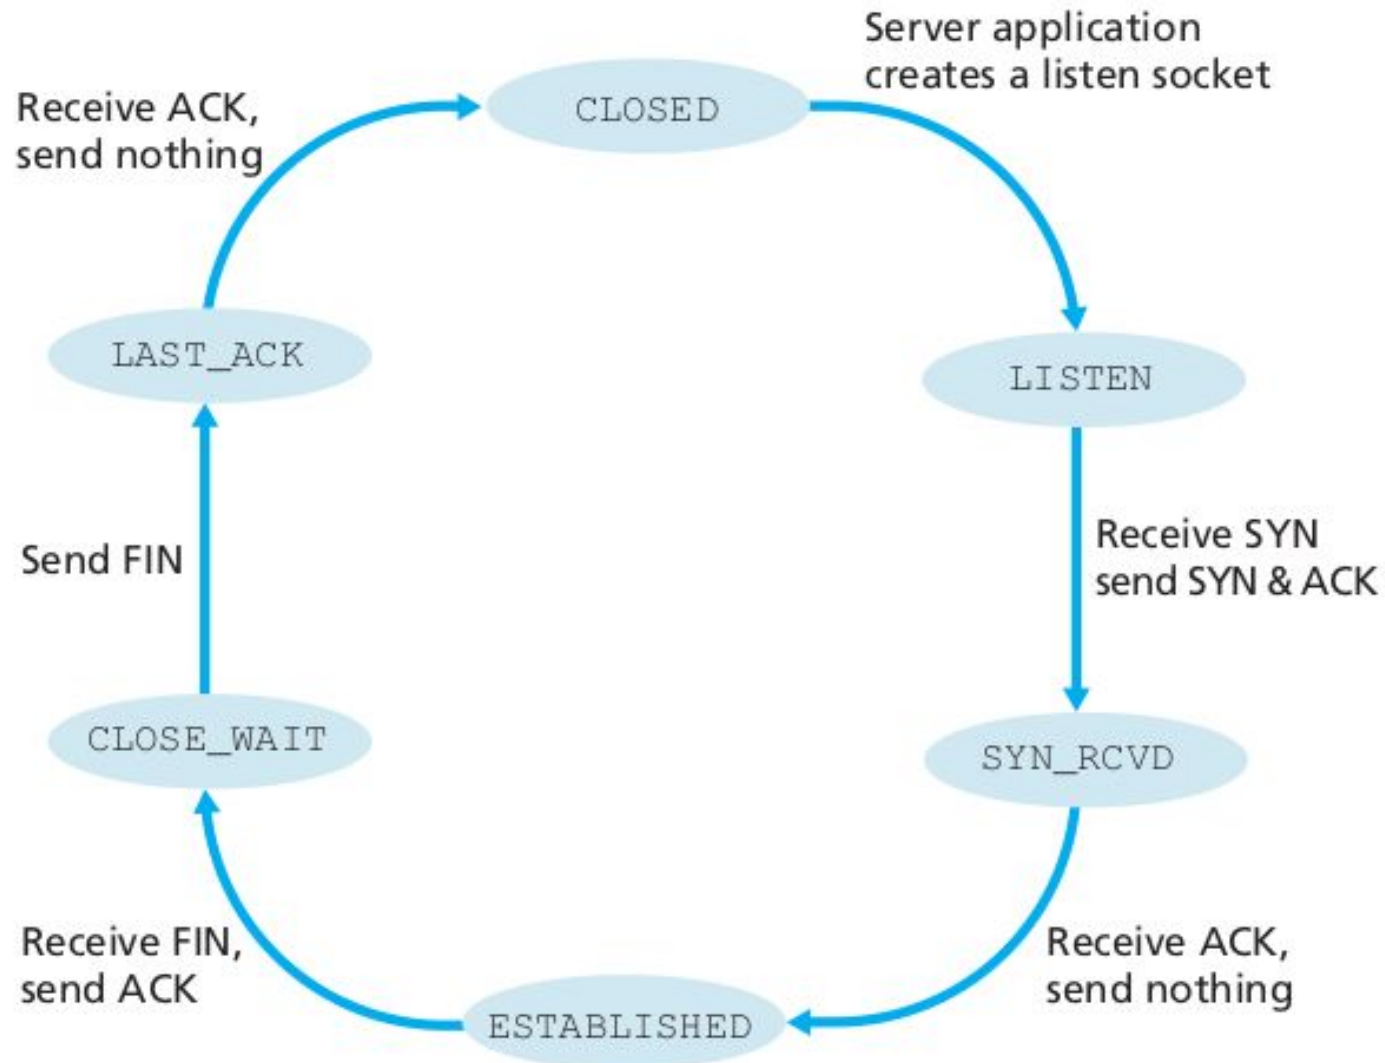 Server application
creates a listen socket
CLOSED
Receive ACK,
send nothing
LAST_ACK
LISTEN
Send FIN
Receive SYN
send SYN & ACK
CLOSE_WAIT
SYN_RCVD
Receive FIN,
send ACK
Receive ACK,
send nothing
ESTABLISHED